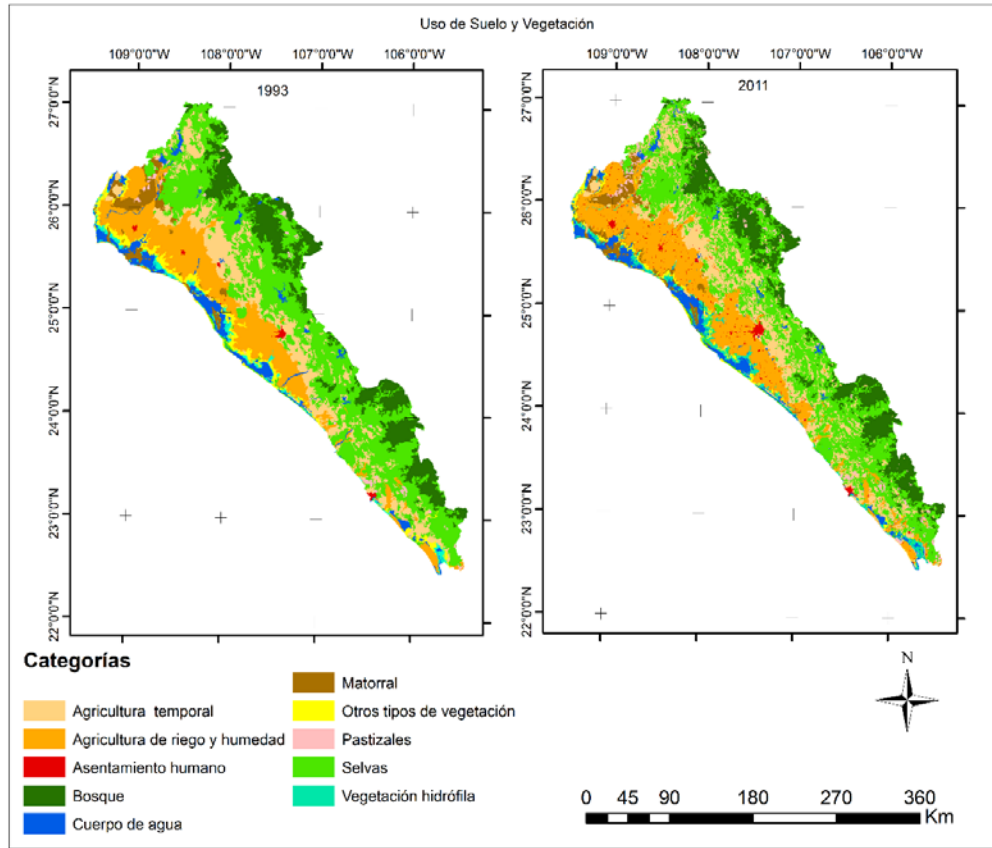 Uso de Suelo y Vegetación
109°0'0"W 108°0'0"W 107°0'0"W 106°0'0"W
109°0'0"W 108°0'0"W 107°0'0"W 106°0'0"W
1993
2011
27°0'0"N
26°0'0"N
25°0'0"N
24°0'0"N
23°0'0"N
22°0'0"N
27°0'0"N
26°0'0"N
25°0'0"N
24°0'0"N
23°0'0"N
22°0'0"N
Categorías
Agricultura temporal
Agricultura de riego y humedad
Asentamiento humano
Bosque
Cuerpo de agua
Matorral
Otros tipos de vegetación
Pastizales
Selvas
Vegetación hidrófila
N
0 45 90 180 270 360
Km